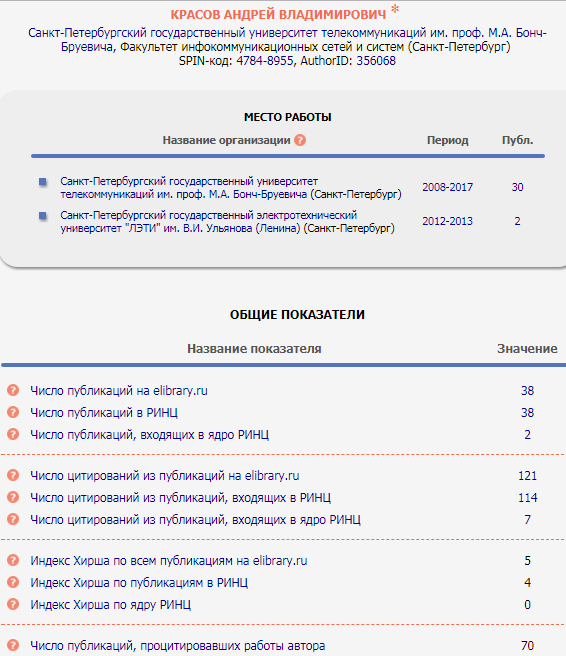 КРАСОВ АНДРЕЙ ВЛАДИМИРОВИЧ *
Санкт-Петербургский государственный университет телекоммуникаций им. проф. М.А. Бонч-
Бруевича, Факультет инфокоммуникационных сетей и систем (Санкт-Петербург)
SPIN-код: 4784-8955, AuthorID: 356068
МЕСТО РАБОТЫ
Название организации ? Период Публ.
Санкт-Петербургский государственный университет
телекоммуникаций им. проф. М.А. Бонч-Бруевича (Санкт-Петербург) 2008-2017 30
Санкт-Петербургский государственный электротехнический
университет "ЛЭТИ" им. В.И. Ульянова (Ленина) (Санкт-Петербург) 2012-2013 2
ОБЩИЕ ПОКАЗАТЕЛИ
Название показателя Значение
? Число публикаций на elibrary.ru 38
? Число публикаций в РИНЦ 38
? Число публикаций, входящих в ядро РИНЦ 2
? Число цитирований из публикаций на elibrary.ru 121
? Число цитирований из публикаций, входящих в РИНЦ 114
? Число цитирований из публикаций, входящих в ядро РИНЦ 7
? Индекс Хирша по всем публикациям на elibrary.ru 5
? Индекс Хирша по публикациям в РИНЦ 4
? Индекс Хирша по ядру РИНЦ 0
? Число публикаций, процитировавших работы автора 70